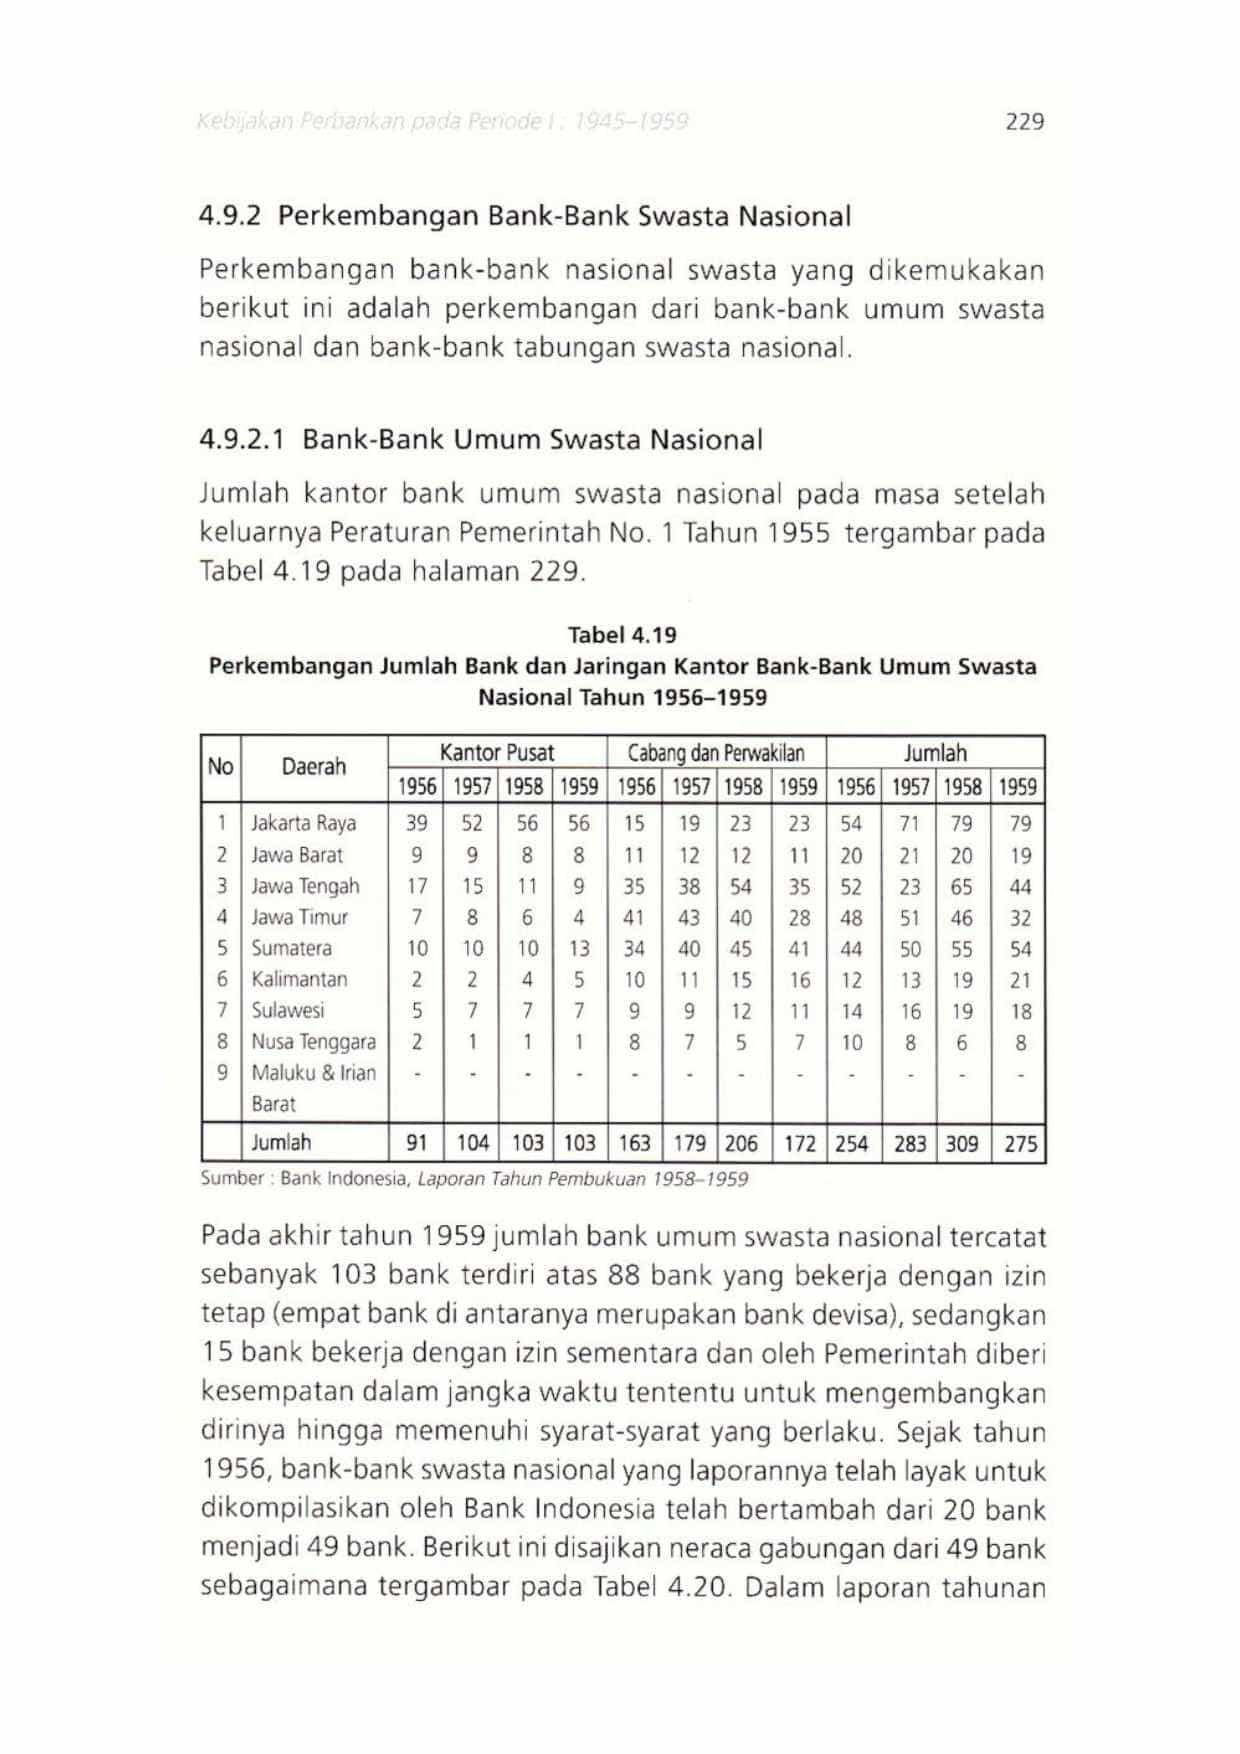 Kebijakan Perbankan pada Periode I : 1945–1959 229
4.9.2 Perkembangan Bank-Bank Swasta Nasional
Perkembangan bank-bank nasional swasta yang dikemukakan
berikut ini adalah perkembangan dari bank-bank umum swasta
nasional dan bank-bank tabungan swasta nasional.
4.9.2.1 Bank-Bank Umum Swasta Nasional
Jumlah kantor bank umum swasta nasional pada masa setelah
keluarnya Peraturan Pemerintah No. 1 Tahun 1955 tergambar pada
Tabel 4.19 pada halaman 229.
Tabel 4.19
Perkembangan Jumlah Bank dan Jaringan Kantor Bank-Bank Umum Swasta
Nasional Tahun 1956–1959
No Daerah Kantor Pusat Cabang dan Perwakilan Jumlah
1956 1957 1958 1959 1956 1957 1958 1959 1956 1957 1958 1959
1 Jakarta Raya 39 52 56 56 15 19 23 23 54 71 79 79
2 Jawa Barat 9 9 8 8 11 12 12 11 20 21 20 19
3 Jawa Tengah 17 15 11 9 35 38 54 35 52 23 65 44
4 Jawa Timur 7 8 6 4 41 43 40 28 48 51 46 32
5 Sumatera 10 10 10 13 34 40 45 41 44 50 55 54
6 Kalimantan 2 2 4 5 10 11 15 16 12 13 19 21
7 Sulawesi 5 7 7 7 9 9 12 11 14 16 19 18
8 Nusa Tenggara 2 1 1 1 8 7 5 7 10 8 6 8
9 Maluku & Irian - - - - - - - - - - - -
Barat
Jumlah 91 104 103 103 163 179 206 172 254 283 309 275
Sumber : Bank Indonesia, Laporan Tahun Pembukuan 1958–1959
Pada akhir tahun 1959 jumlah bank umum swasta nasional tercatat
sebanyak 103 bank terdiri atas 88 bank yang bekerja dengan izin
tetap (empat bank di antaranya merupakan bank devisa), sedangkan
15 bank bekerja dengan izin sementara dan oleh Pemerintah diberi
kesempatan dalam jangka waktu tententu untuk mengembangkan
dirinya hingga memenuhi syarat-syarat yang berlaku. Sejak tahun
1956, bank-bank swasta nasional yang laporannya telah layak untuk
dikompilasikan oleh Bank Indonesia telah bertambah dari 20 bank
menjadi 49 bank. Berikut ini disajikan neraca gabungan dari 49 bank
sebagaimana tergambar pada Tabel 4.20. Dalam laporan tahunan